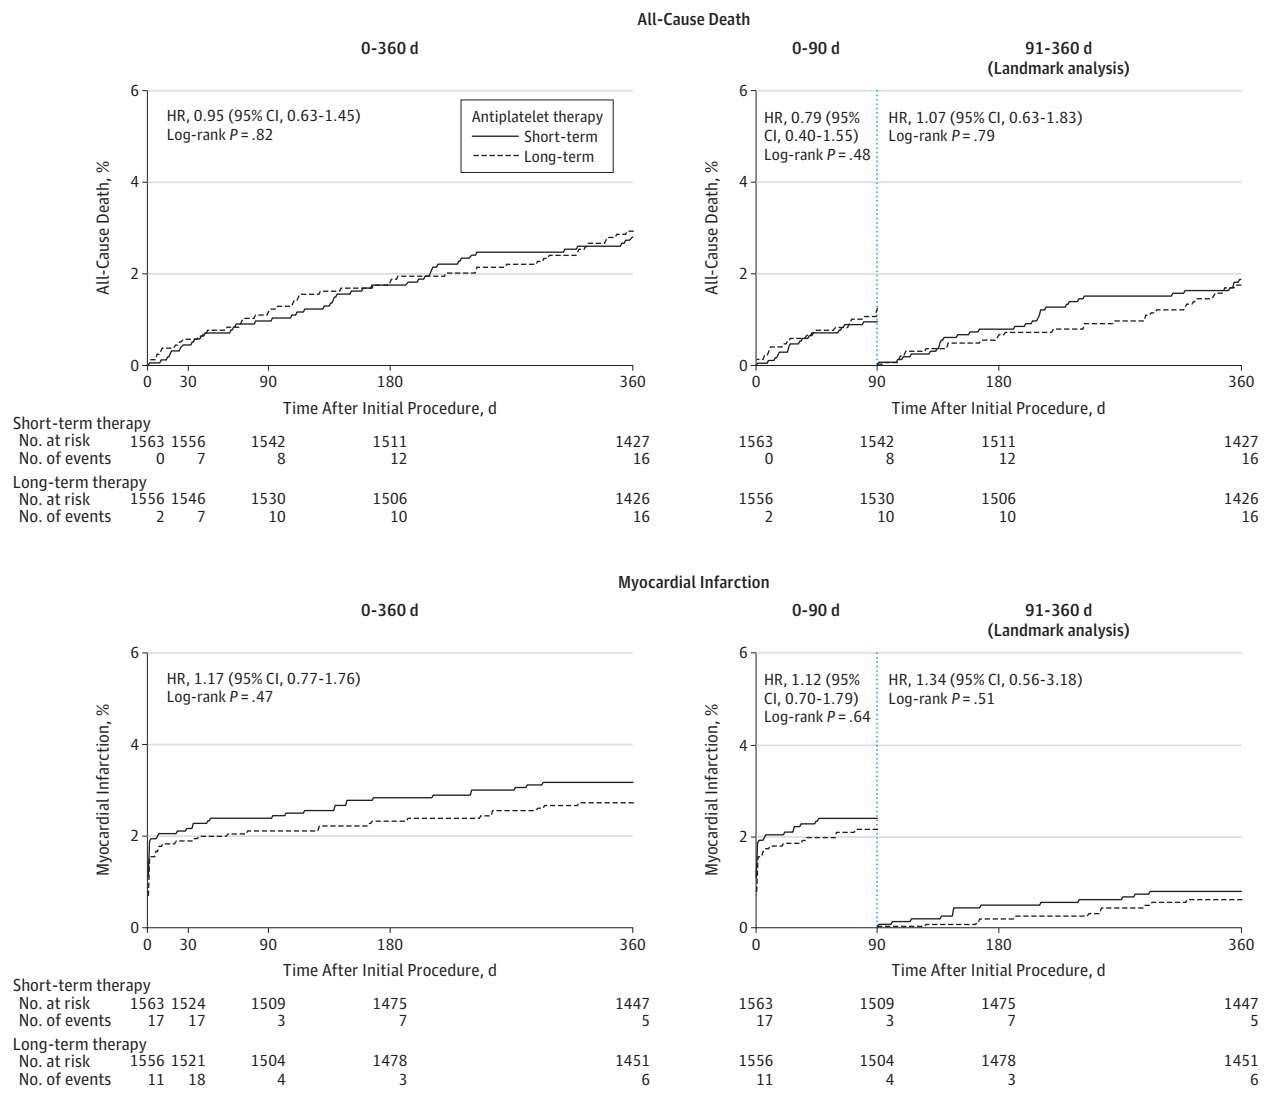 All-Cause Death
0-360 d
0-90 d
91-360 d
(Landmark analysis)
HR, 0.95 (95% CI, 0.63-1.45)
Log-rank P = .82
Antiplatelet therapy
Short-term
Long-term
HR, 0.79 (95%
CI, 0.40-1.55)
Log-rank P = .48
HR, 1.07 (95% CI, 0.63-1.83)
Log-rank P = .79
All-Cause Death, %
6
4
2
0
0 30 90 180 360
Time After Initial Procedure, d
All-Cause Death, %
6
4
2
0
0 90 180 360
Time After Initial Procedure, d
Short-term therapy
No. at risk 1563 1556 1542 1511 1427 1563 1542 1511 1427
No. of events 0 7 8 12 16 0 8 12 16
Long-term therapy
No. at risk 1556 1546 1530 1506 1426 1556 1530 1506 1426
No. of events 2 7 10 10 16 2 10 10 16
Myocardial Infarction
0-360 d
0-90 d
91-360 d
(Landmark analysis)
HR, 1.17 (95% CI, 0.77-1.76)
Log-rank P = .47
HR, 1.12 (95%
CI, 0.70-1.79)
Log-rank P = .64
HR, 1.34 (95% CI, 0.56-3.18)
Log-rank P = .51
Myocardial Infarction, %
6
4
2
0
0 30 90 180 360
Time After Initial Procedure, d
Myocardial Infarction, %
6
4
2
0
0 90 180 360
Time After Initial Procedure, d
Short-term therapy
No. at risk 1563 1524 1509 1475 1447 1563 1509 1475 1447
No. of events 17 17 3 7 5 17 3 7 5
Long-term therapy
No. at risk 1556 1521 1504 1478 1451 1556 1504 1478 1451
No. of events 11 18 4 3 6 11 4 3 6